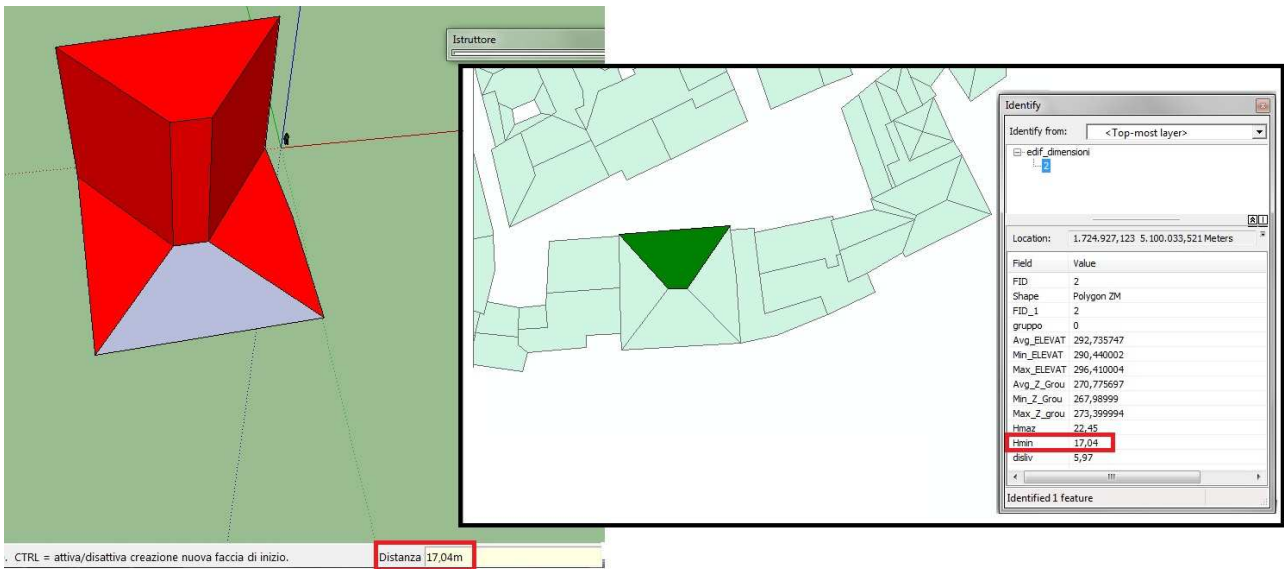 Istruttore
Identify
Identify from: <Top-most layer>
edif_dimensioni
2
Location: 1.724.927,123 5.100.033,521 Meters
Field Value
FID 2
Shape Polygon ZM
FID_1 2
gruppo 0
Avg_ELEVAT 292,735747
Min_ELEVAT 290,440002
Max_ELEVAT 296,410004
Avg_Z_Grou 270,775697
Min_Z_Grou 267,98999
Max_Z_grou 273,399994
Hmaz 22,45
Hmin 17,04
disliv 5,97
Identified 1 feature
. CTRL = attiva/disattiva creazione nuova faccia di inizio. Distanza 17,04m